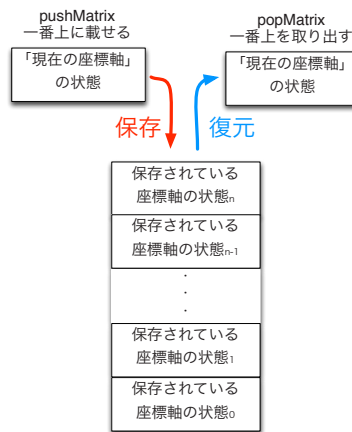 pushMatrix
一番上に載せる
「現在の座標軸」
の状態
popMatrix
一番上を取り出す
「現在の座標軸」
の状態
保存
復元
保存されている
座標軸の状態n
保存されている
座標軸の状態n-1
.
.
.
保存されている
座標軸の状態1
保存されている
座標軸の状態0